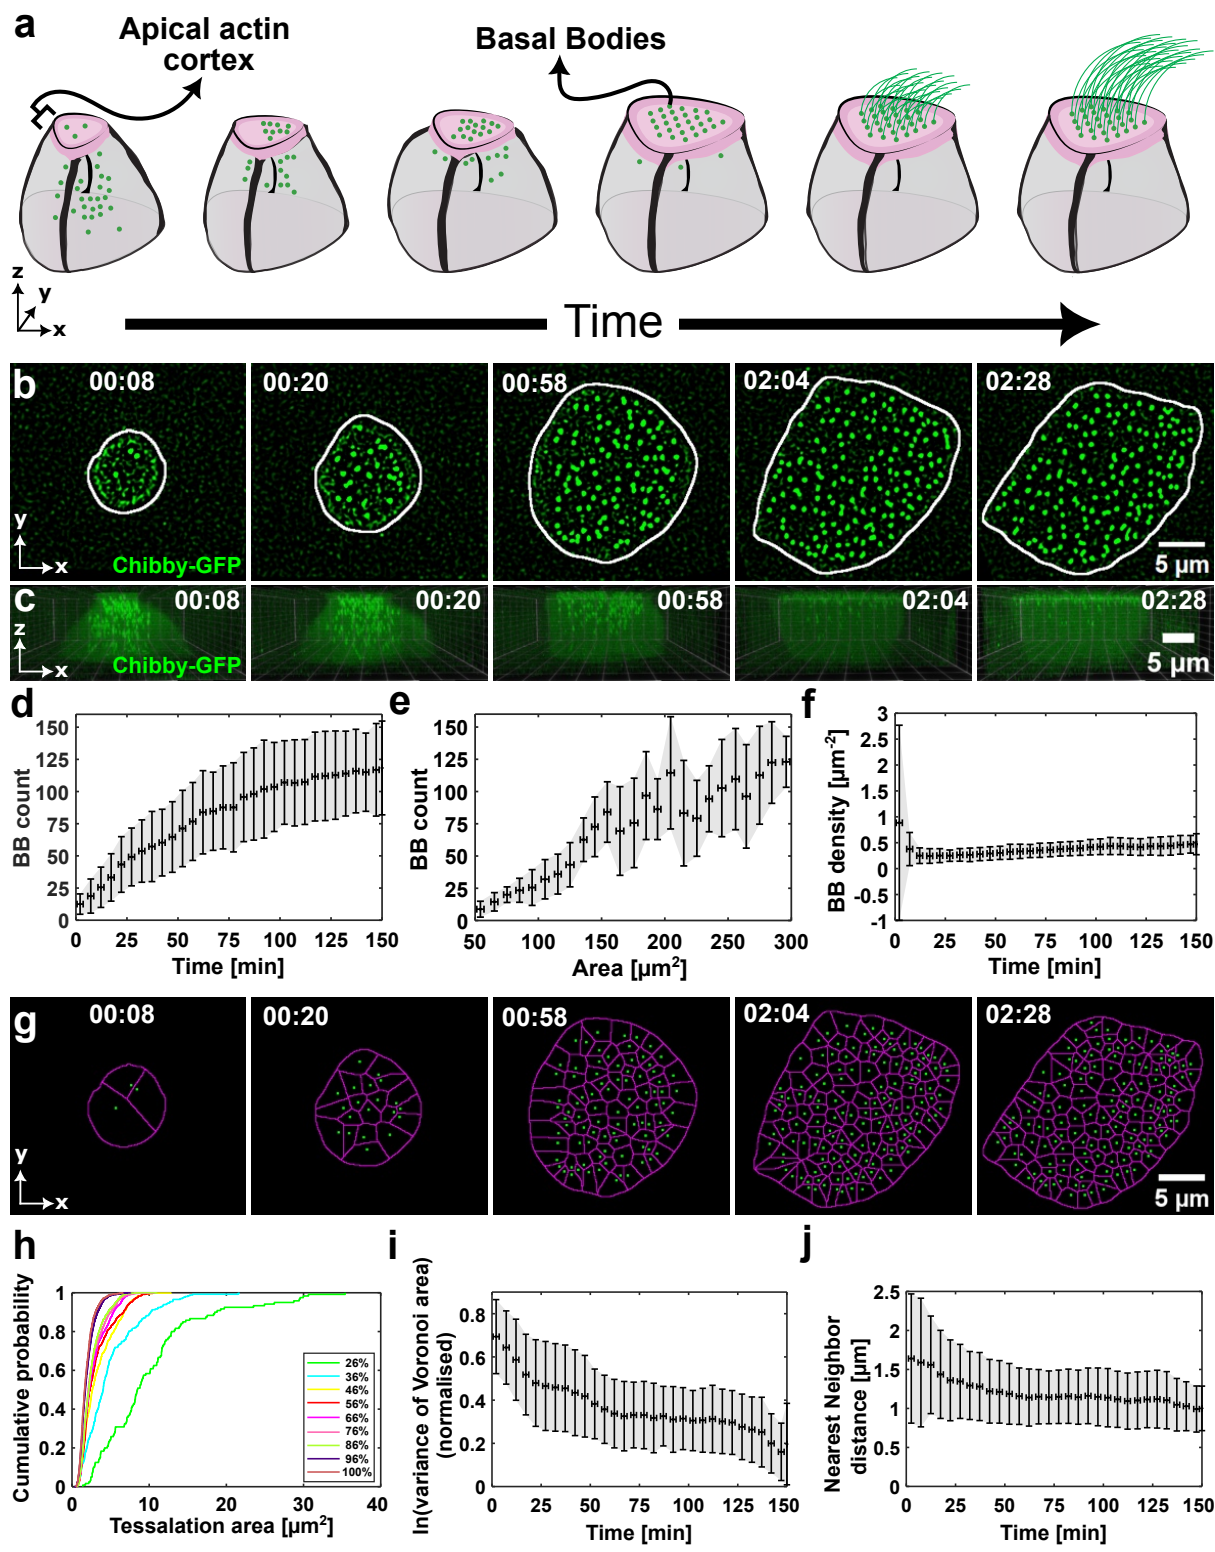 a
Apical actin
cortex
Basal Bodies
z
y
x
Time
b
00:08
00:20
00:58
02:04
02:28
y
x
Chibby-GFP
5 µm
c
00:08
00:20
00:58
02:04
02:28
z
x
Chibby-GFP
5 µm
d
BB count
150
125
100
75
50
25
0
0 25 50 75 100 125 150
Time [min]
e
BB count
150
125
100
75
50
25
0
50 100 150 200 250 300
Area [µm²]
f
BB density [µm⁻²]
3
2.5
2
1.5
1
0.5
0
-0.5
-1
0 25 50 75 100 125 150
Time [min]
g
00:08
00:20
00:58
02:04
02:28
y
x
5 µm
h
Cumulative probability
1
0.8
0.6
0.4
0.2
0
0 10 20 30 40
Tessalation area [µm²]
26%
36%
46%
56%
66%
76%
86%
96%
100%
i
ln(variance of Voronoi area)
(normalised)
1
0.8
0.6
0.4
0.2
0
0 25 50 75 100 125 150
Time [min]
j
Nearest Neighbor
distance [µm]
2.5
2
1.5
1
0.5
0
0 25 50 75 100 125 150
Time [min]